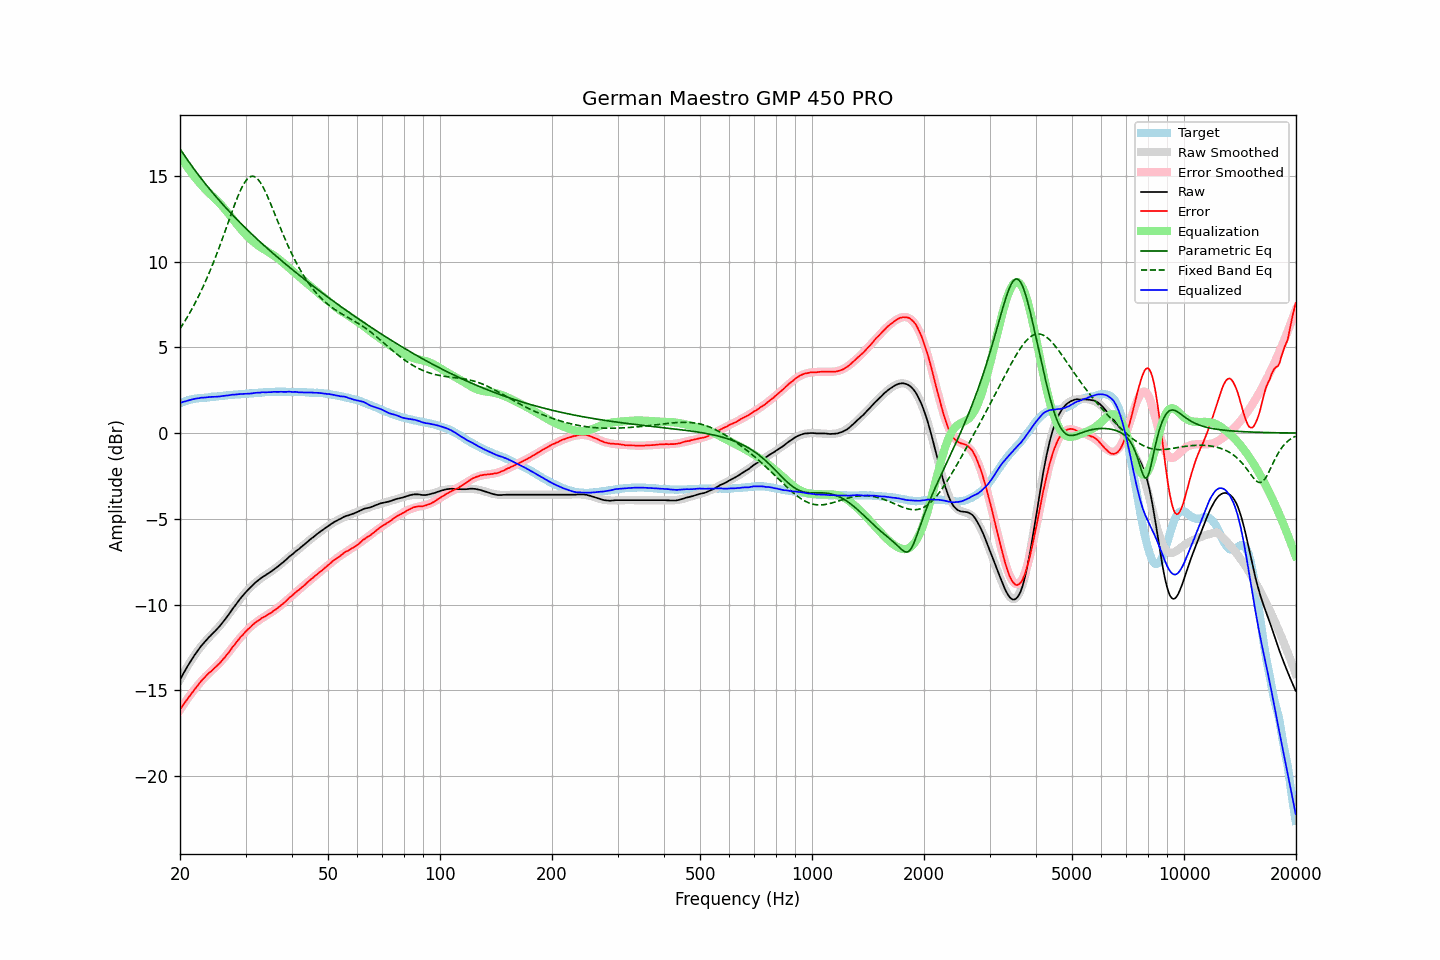 German Maestro GMP 450 PRO
Target
Raw Smoothed
Error Smoothed
Raw
Error
Equalization
Parametric Eq
Fixed Band Eq
Equalized
Amplitude (dBr)
15
10
5
0
−5
−10
−15
−20
20
50
100
200
500
1000
2000
5000
10000
20000
Frequency (Hz)